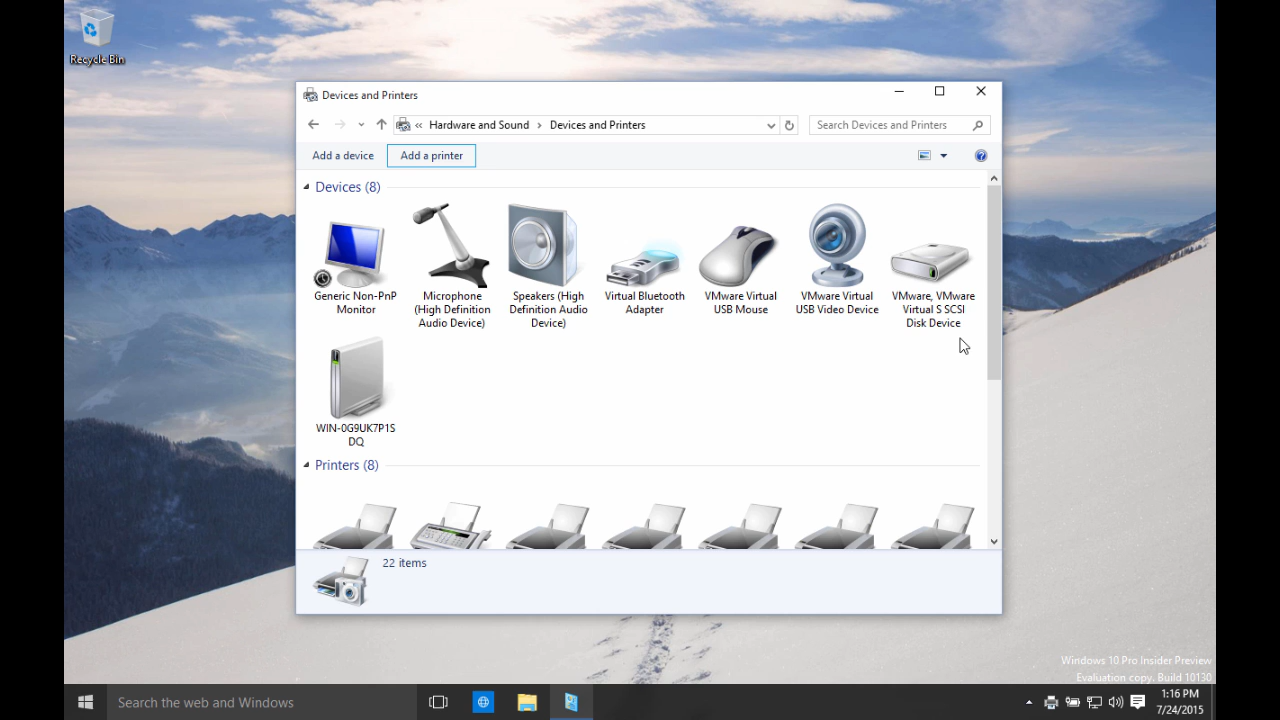 Recycle Bin
Devices and Printers
« Hardware and Sound › Devices and Printers
Search Devices and Printers
Add a device
Add a printer
Devices (8)
Generic Non-PnP
Monitor
Microphone
(High Definition
Audio Device)
Speakers (High
Definition Audio
Device)
Virtual Bluetooth
Adapter
VMware Virtual
USB Mouse
VMware Virtual
USB Video Device
VMware, VMware
Virtual S SCSI
Disk Device
WIN-0G9UK7P1S
DQ
Printers (8)
22 items
Windows 10 Pro Insider Preview
Evaluation copy. Build 10130
Search the web and Windows
1:16 PM
7/24/2015